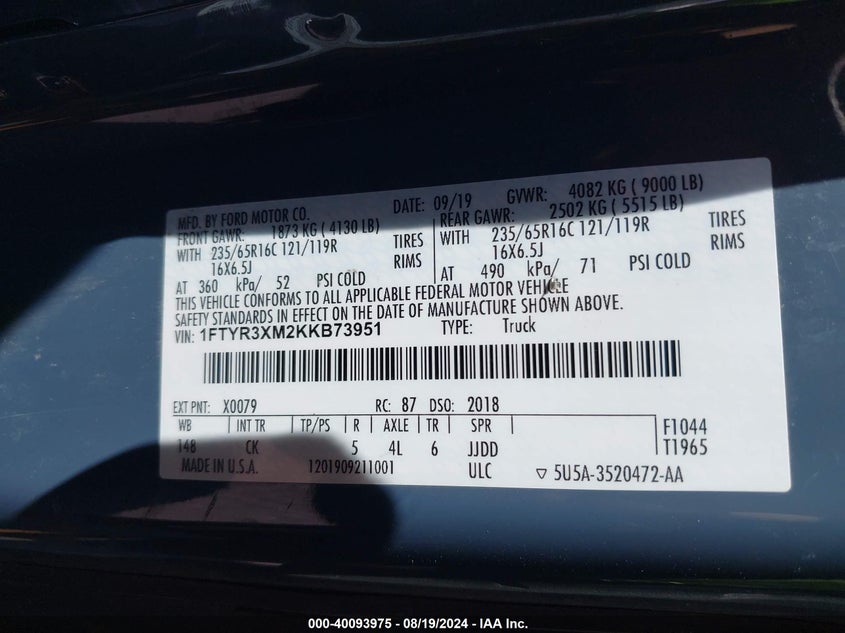 MFD. BY FORD MOTOR CO. DATE: 09/19 GVWR: 4082 KG ( 9000 LB)
FRONT GAWR: 1873 KG ( 4130 LB) REAR GAWR: 2502 KG ( 5515 LB)
WITH 235/65R16C 121/119R TIRES WITH 235/65R16C 121/119R TIRES
16X6.5J RIMS 16X6.5J RIMS
AT 360 kPa/ 52 PSI COLD AT 490 kPa/ 71 PSI COLD
THIS VEHICLE CONFORMS TO ALL APPLICABLE FEDERAL MOTOR VEHICLE
SAFETY STANDARDS IN EFFECT ON THE DATE OF MANUFACTURE SHOWN ABOVE.
VIN: 1FTYR3XM2KKB73951 TYPE: Truck
EXT PNT: X0079 RC: 87 DSO: 2018
WB INT TR TP/PS R AXLE TR SPR F1044
148 CK 5 4L 6 JJDD T1965
MADE IN U.S.A. 1201909211001 ULC ▽ 5U5A-3520472-AA
000-40093975 - 08/19/2024 - IAA Inc.